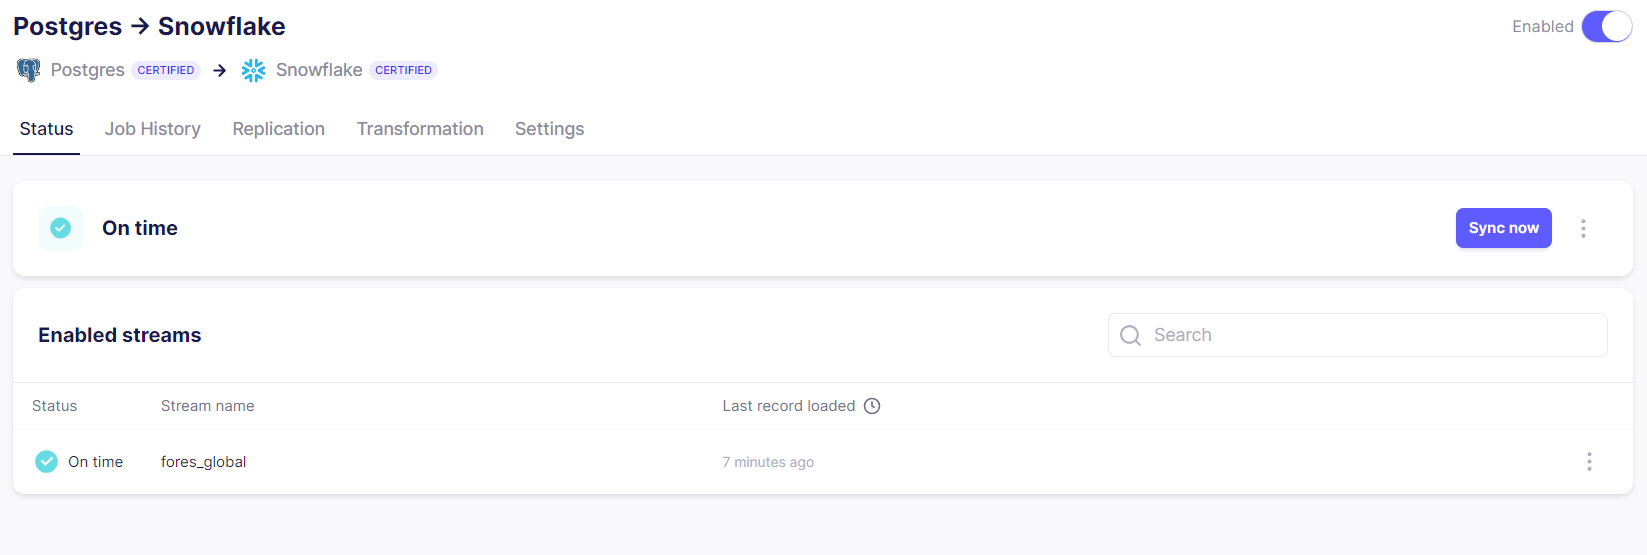 Postgres → Snowflake
Enabled
Postgres CERTIFIED → Snowflake CERTIFIED
Status Job History Replication Transformation Settings
On time
Sync now
Enabled streams
Search
Status Stream name Last record loaded
On time fores_global 7 minutes ago